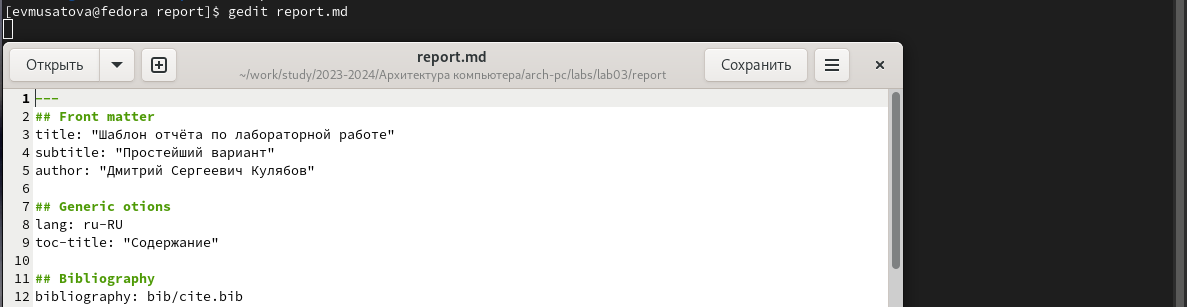 [evmusatova@fedora report]$ gedit report.md
Открыть
report.md
~/work/study/2023-2024/Архитектура компьютера/arch-pc/labs/lab03/report
Сохранить
1 ---
2 ## Front matter
3 title: "Шаблон отчёта по лабораторной работе"
4 subtitle: "Простейший вариант"
5 author: "Дмитрий Сергеевич Кулябов"
6
7 ## Generic otions
8 lang: ru-RU
9 toc-title: "Содержание"
10
11 ## Bibliography
12 bibliography: bib/cite.bib